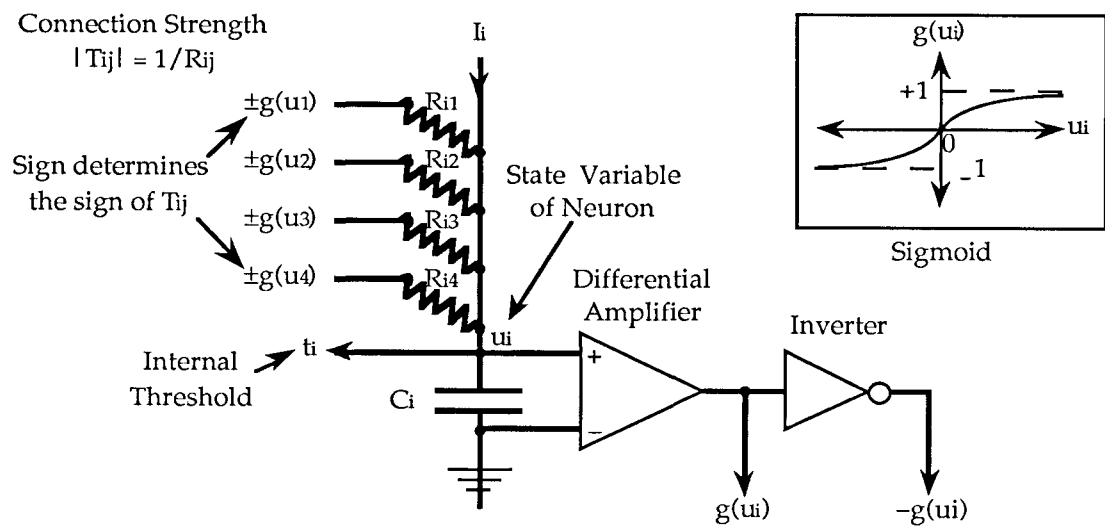 Connection Strength
|Tij| = 1/Rij
Ii
±g(u1)
Ri1
±g(u2)
Ri2
±g(u3)
Ri3
±g(u4)
Ri4
Sign determines
the sign of Tij
State Variable
of Neuron
g(ui)
+1
ui
0
-1
Sigmoid
Differential
Amplifier
Inverter
ui
ti
Internal
Threshold
Ci
+
−
g(ui)
-g(ui)